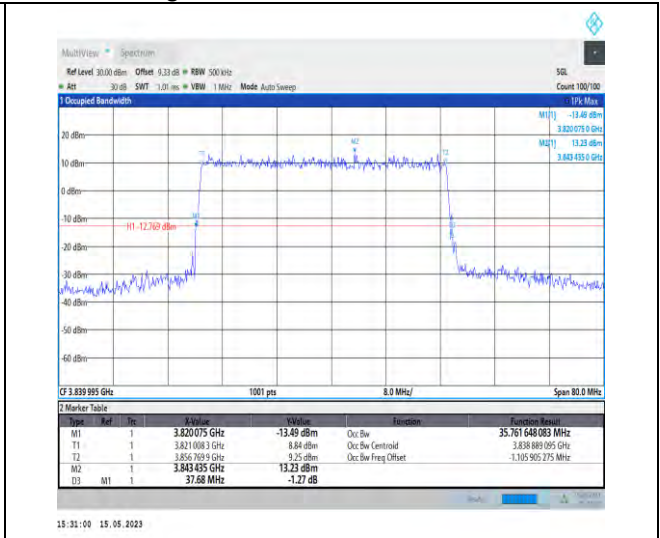 MultiView Spectrum
Ref Level 30.00 dBm Offset 9.33 dB RBW 500 kHz SGL
Att 30 dB SWT 1.01 ms VBW 1 MHz Mode Auto Sweep Count 100/100
1 Occupied Bandwidth 1Pk Max
M1[1] -13.49 dBm
3.820 075 0 GHz
20 dBm
M2[1] 13.23 dBm
3.843 435 0 GHz
M2
T1 T2
10 dBm
0 dBm
-10 dBm
M1
H1 -12.769 dBm
-20 dBm
-30 dBm
-40 dBm
-50 dBm
-60 dBm
CF 3.839 995 GHz 1001 pts 8.0 MHz/ Span 80.0 MHz
2 Marker Table
Type Ref Trc X-Value Y-Value Function Function Result
M1 1 3.820 075 GHz -13.49 dBm Occ Bw 35.761 648 083 MHz
T1 1 3.821 008 3 GHz 8.84 dBm Occ Bw Centroid 3.838 889 095 GHz
T2 1 3.856 769 9 GHz 9.25 dBm Occ Bw Freq Offset -1.105 905 275 MHz
M2 1 3.843 435 GHz 13.23 dBm
D3 M1 1 37.68 MHz -1.27 dB
15:31:00 15.05.2023